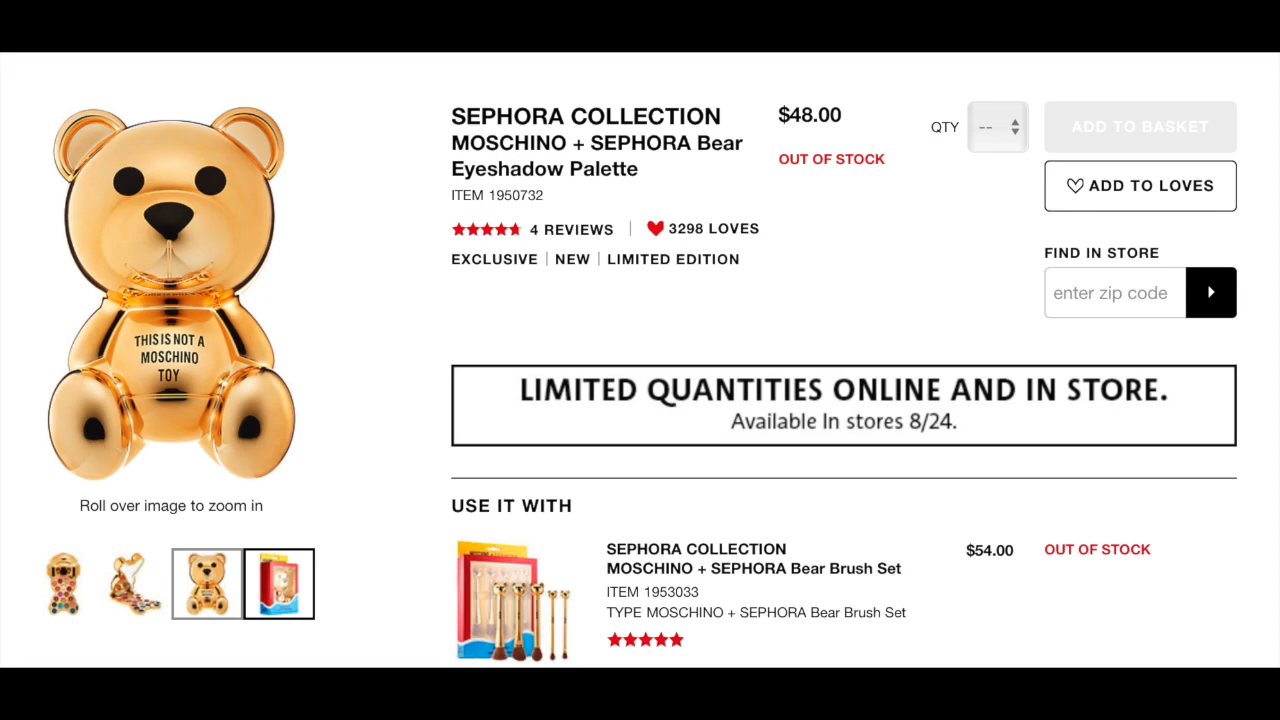 SEPHORA COLLECTION
MOSCHINO + SEPHORA Bear
Eyeshadow Palette
ITEM 1950732
4 REVIEWS
3298 LOVES
EXCLUSIVE | NEW | LIMITED EDITION
$48.00
OUT OF STOCK
QTY
--
ADD TO BASKET
ADD TO LOVES
FIND IN STORE
enter zip code
THIS IS NOT A
MOSCHINO
TOY
Roll over image to zoom in
LIMITED QUANTITIES ONLINE AND IN STORE.
Available In stores 8/24.
USE IT WITH
SEPHORA COLLECTION
MOSCHINO + SEPHORA Bear Brush Set
ITEM 1953033
TYPE MOSCHINO + SEPHORA Bear Brush Set
$54.00
OUT OF STOCK